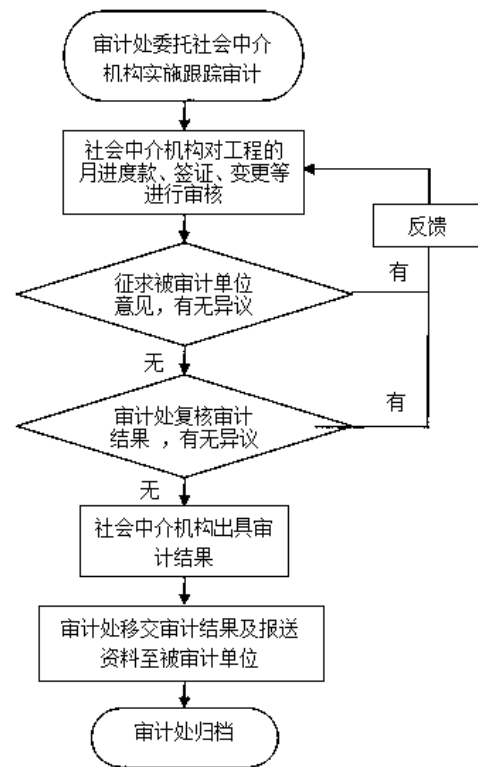 审计处委托社会中介
机构实施跟踪审计
社会中介机构对工程的
月进度款、签证、变更等
进行审核
反馈
征求被审计单位
意见，有无异议
有
无
审计处复核审计
结果 ，有无异议
有
无
社会中介机构出具审
计结果
审计处移交审计结果及报送
资料至被审计单位
审计处归档